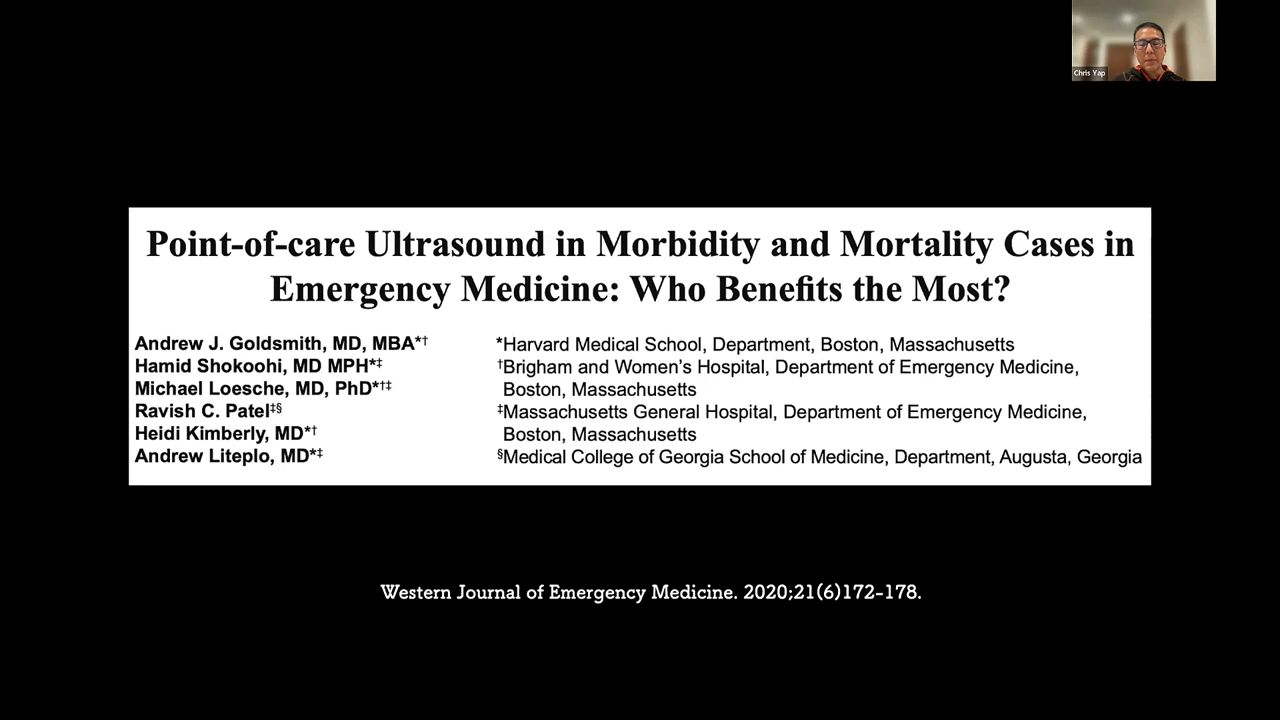 Chris Yap
Point-of-care Ultrasound in Morbidity and Mortality Cases in
Emergency Medicine: Who Benefits the Most?
Andrew J. Goldsmith, MD, MBA*†
Hamid Shokoohi, MD MPH*‡
Michael Loesche, MD, PhD*†‡
Ravish C. Patel‡§
Heidi Kimberly, MD*†
Andrew Liteplo, MD*‡
*Harvard Medical School, Department, Boston, Massachusetts
†Brigham and Women's Hospital, Department of Emergency Medicine,
Boston, Massachusetts
‡Massachusetts General Hospital, Department of Emergency Medicine,
Boston, Massachusetts
§Medical College of Georgia School of Medicine, Department, Augusta, Georgia
Western Journal of Emergency Medicine. 2020;21(6)172-178.